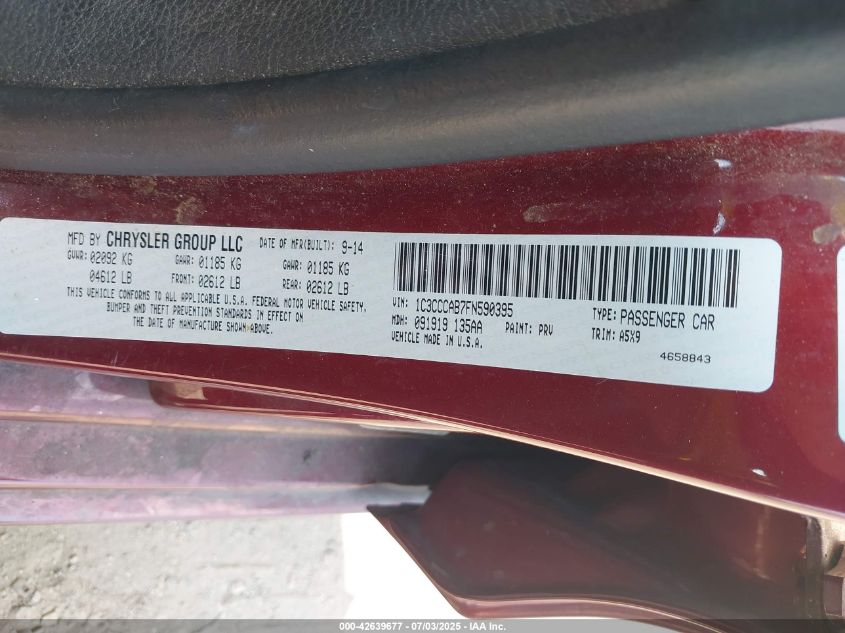 MFD BY CHRYSLER GROUP LLC DATE OF MFR(BUILT): 9-14
GVWR: 02092 KG GAWR: 01185 KG GAWR: 01185 KG
04612 LB FRONT: 02612 LB REAR: 02612 LB
THIS VEHICLE CONFORMS TO ALL APPLICABLE U.S.A. FEDERAL MOTOR VEHICLE SAFETY,
BUMPER AND THEFT PREVENTION STANDARDS IN EFFECT ON
THE DATE OF MANUFACTURE SHOWN ABOVE.
VIN: 1C3CCCAB7FN590395 TYPE: PASSENGER CAR
MDH: 091919 135AA PAINT: PRV TRIM: A5X9
VEHICLE MADE IN U.S.A. 4658843
000-42639677 - 07/03/2025 - IAA Inc.